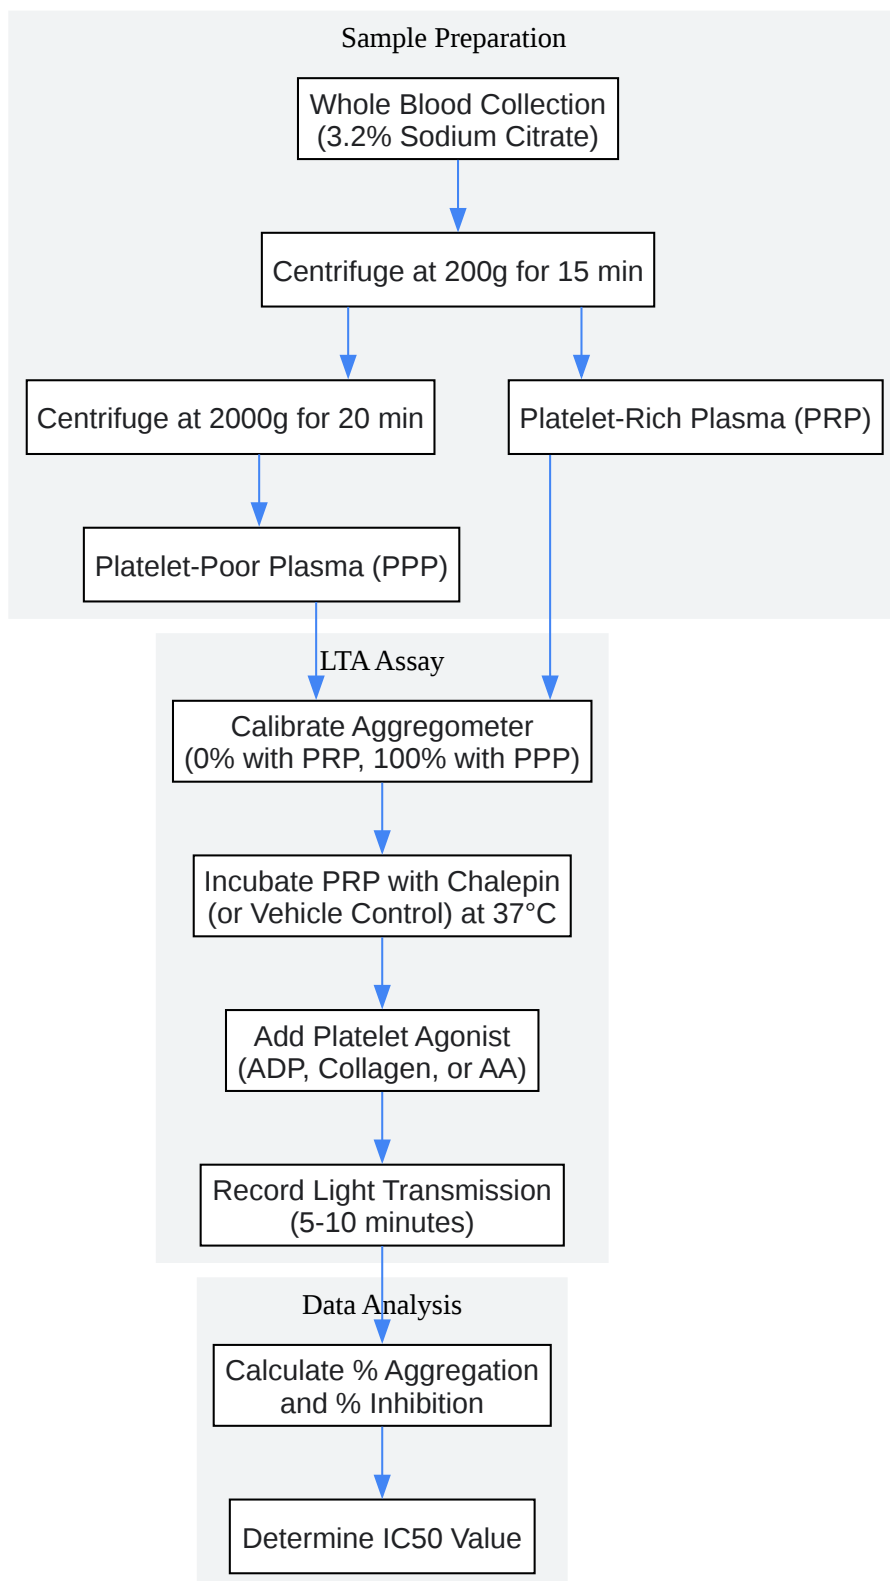 Sample Preparation
Whole Blood Collection
(3.2% Sodium Citrate)
Centrifuge at 200g for 15 min
Centrifuge at 2000g for 20 min
Platelet-Rich Plasma (PRP)
Platelet-Poor Plasma (PPP)
LTA Assay
Calibrate Aggregometer
(0% with PRP, 100% with PPP)
Incubate PRP with Chalepin
(or Vehicle Control) at 37°C
Add Platelet Agonist
(ADP, Collagen, or AA)
Record Light Transmission
(5-10 minutes)
Data Analysis
Calculate % Aggregation
and % Inhibition
Determine IC50 Value